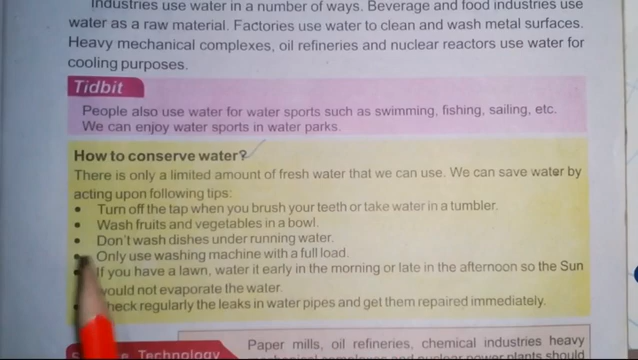 Industries use water in a number of ways. Beverage and food industries use
water as a raw material. Factories use water to clean and wash metal surfaces.
Heavy mechanical complexes, oil refineries and nuclear reactors use water for
cooling purposes.
Tidbit
People also use water for water sports such as swimming, fishing, sailing, etc.
We can enjoy water sports in water parks.
How to conserve water?
There is only a limited amount of fresh water that we can use. We can save water by
acting upon following tips:
• Turn off the tap when you brush your teeth or take water in a tumbler.
• Wash fruits and vegetables in a bowl.
• Don't wash dishes under running water.
• Only use washing machine with a full load.
• If you have a lawn, water it early in the morning or late in the afternoon so the Sun
would not evaporate the water.
• Check regularly the leaks in water pipes and get them repaired immediately.
Technology
Paper mills, oil refineries, chemical industries heavy
mechanical complexes and nuclear power plants should